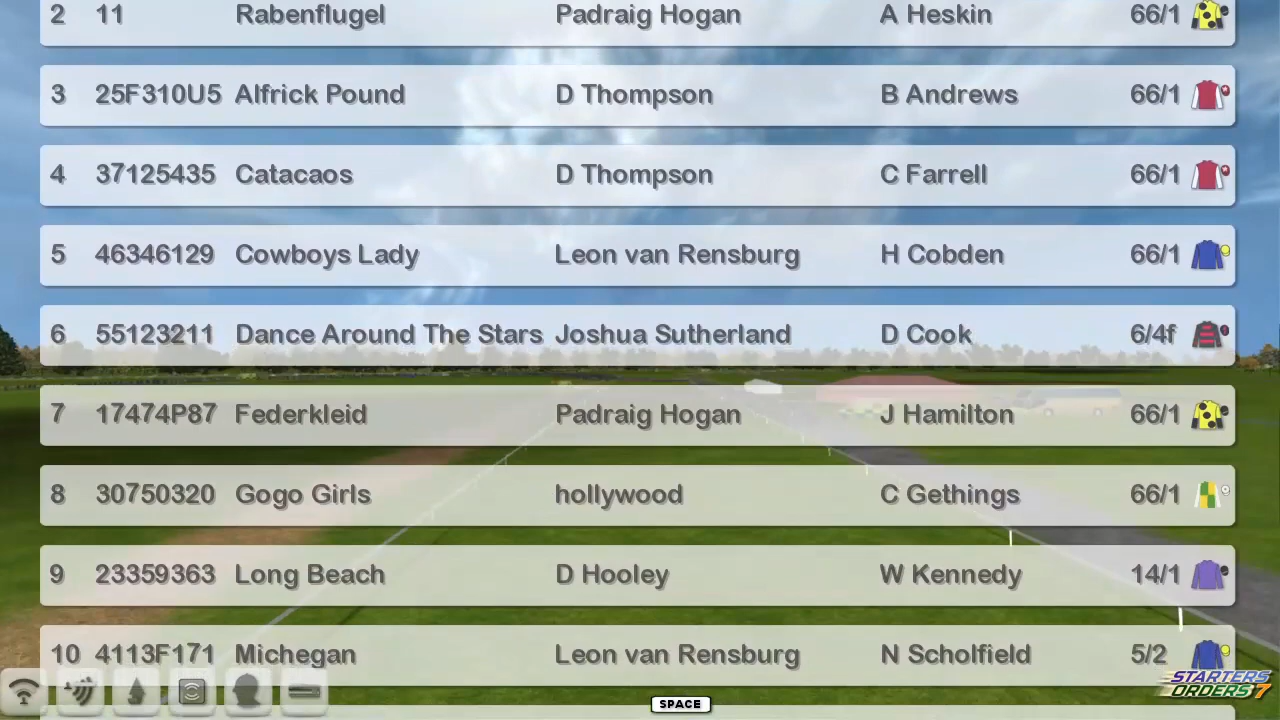 2 11 Rabenflugel Padraig Hogan A Heskin 66/1
3 25F310U5 Alfrick Pound D Thompson B Andrews 66/1
4 37125435 Catacaos D Thompson C Farrell 66/1
5 46346129 Cowboys Lady Leon van Rensburg H Cobden 66/1
6 55123211 Dance Around The Stars Joshua Sutherland D Cook 6/4f
7 17474P87 Federkleid Padraig Hogan J Hamilton 66/1
8 30750320 Gogo Girls hollywood C Gethings 66/1
9 23359363 Long Beach D Hooley W Kennedy 14/1
10 4113F171 Michegan Leon van Rensburg N Scholfield 5/2
STARTERS
ORDERS 7
SPACE